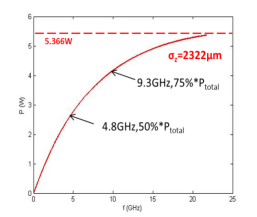 6
5.366W
σz=2322μm
5
9.3GHz,75%*Ptotal
4
P (W)
3
4.8GHz,50%*Ptotal
2
1
0
0 5 10 15 20 25
f (GHz)